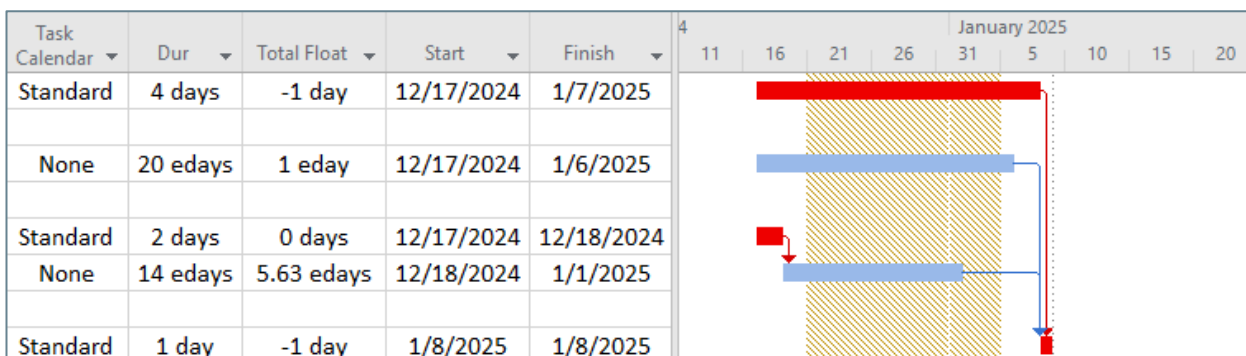 4 January 2025
Task Calendar Dur Total Float Start Finish 11 16 21 26 31 5 10 15 20
Standard 4 days -1 day 12/17/2024 1/7/2025
None 20 edays 1 eday 12/17/2024 1/6/2025
Standard 2 days 0 days 12/17/2024 12/18/2024
None 14 edays 5.63 edays 12/18/2024 1/1/2025
Standard 1 day -1 day 1/8/2025 1/8/2025